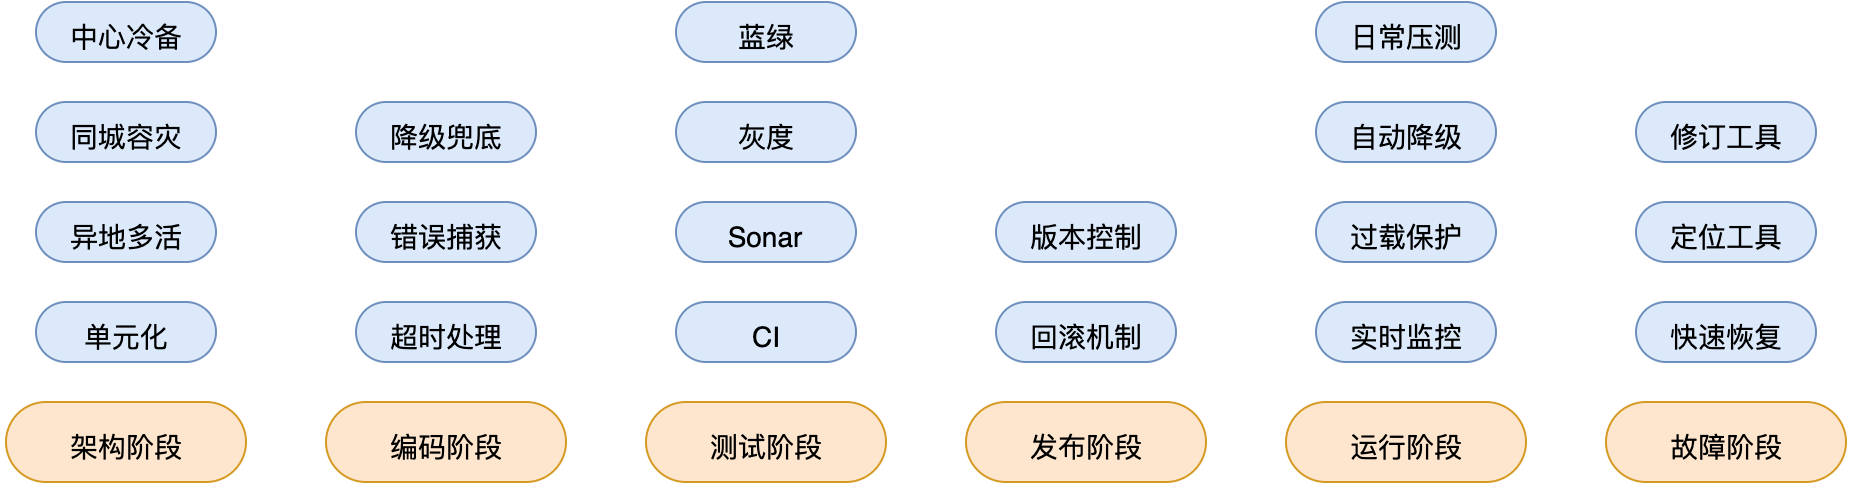 中心冷备
蓝绿
日常压测
同城容灾
降级兜底
灰度
自动降级
修订工具
异地多活
错误捕获
Sonar
版本控制
过载保护
定位工具
单元化
超时处理
CI
回滚机制
实时监控
快速恢复
架构阶段
编码阶段
测试阶段
发布阶段
运行阶段
故障阶段